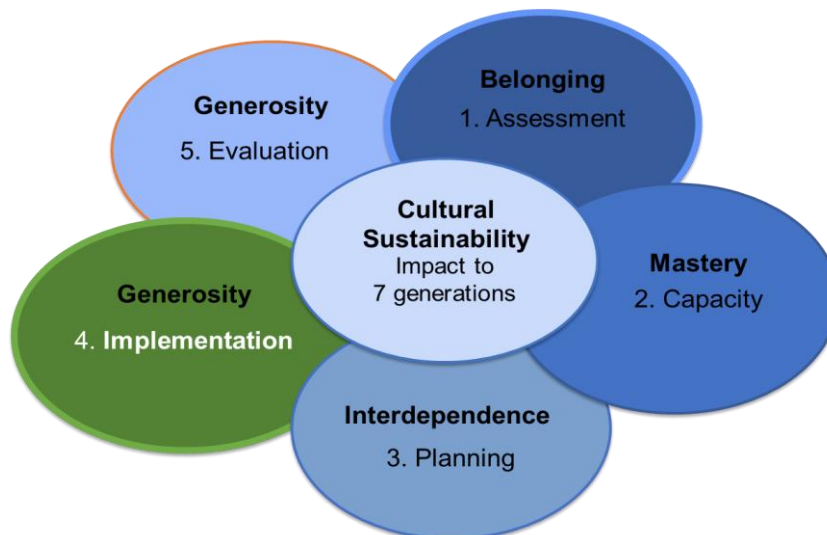 Belonging
1. Assessment
Mastery
2. Capacity
Interdependence
3. Planning
Generosity
4. Implementation
Generosity
5. Evaluation
Cultural
Sustainability
Impact to
7 generations